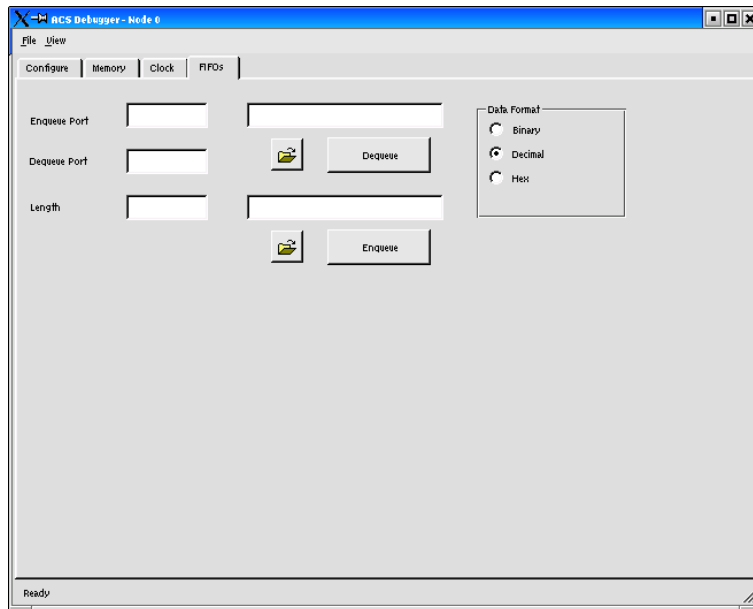 ACS Debugger - Node 0
File View
Configure Memory Clock FIFOs
Enqueue Port
Dequeue Port
Dequeue
Length
Enqueue
Data Format
Binary
Decimal
Hex
Ready